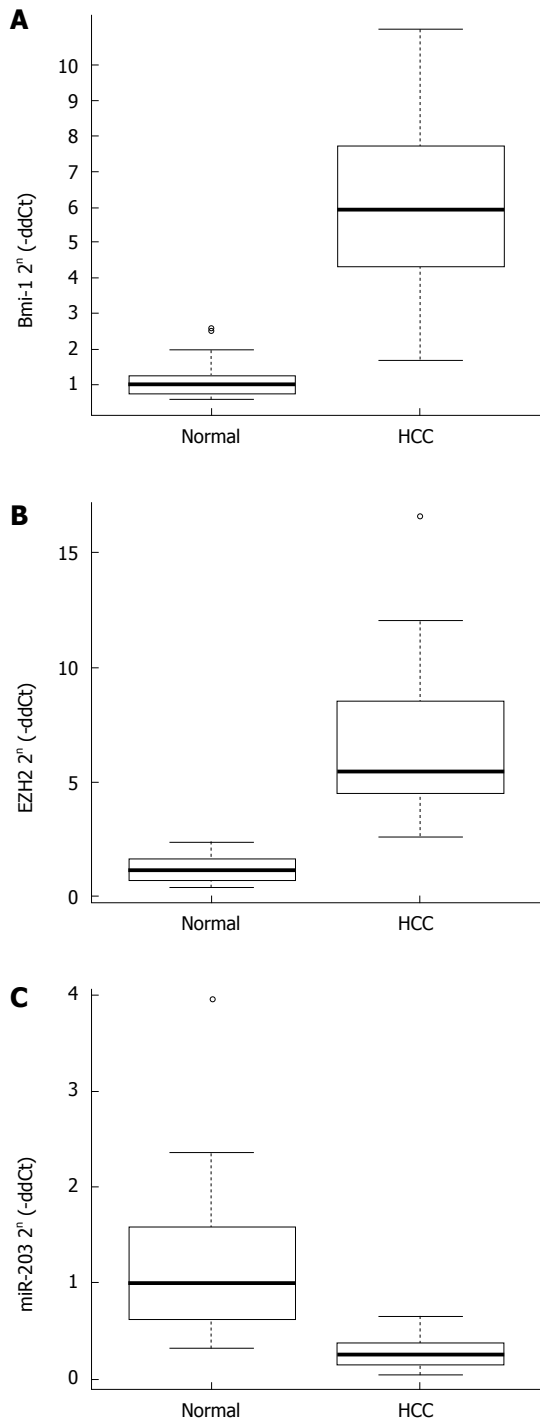 A
10
9
8
7
6
5
4
3
2
1
Bmi-1 2ⁿ (-ddCt)
Normal HCC
B
15
10
5
0
EZH2 2ⁿ (-ddCt)
Normal HCC
C
4
3
2
1
0
miR-203 2ⁿ (-ddCt)
Normal HCC